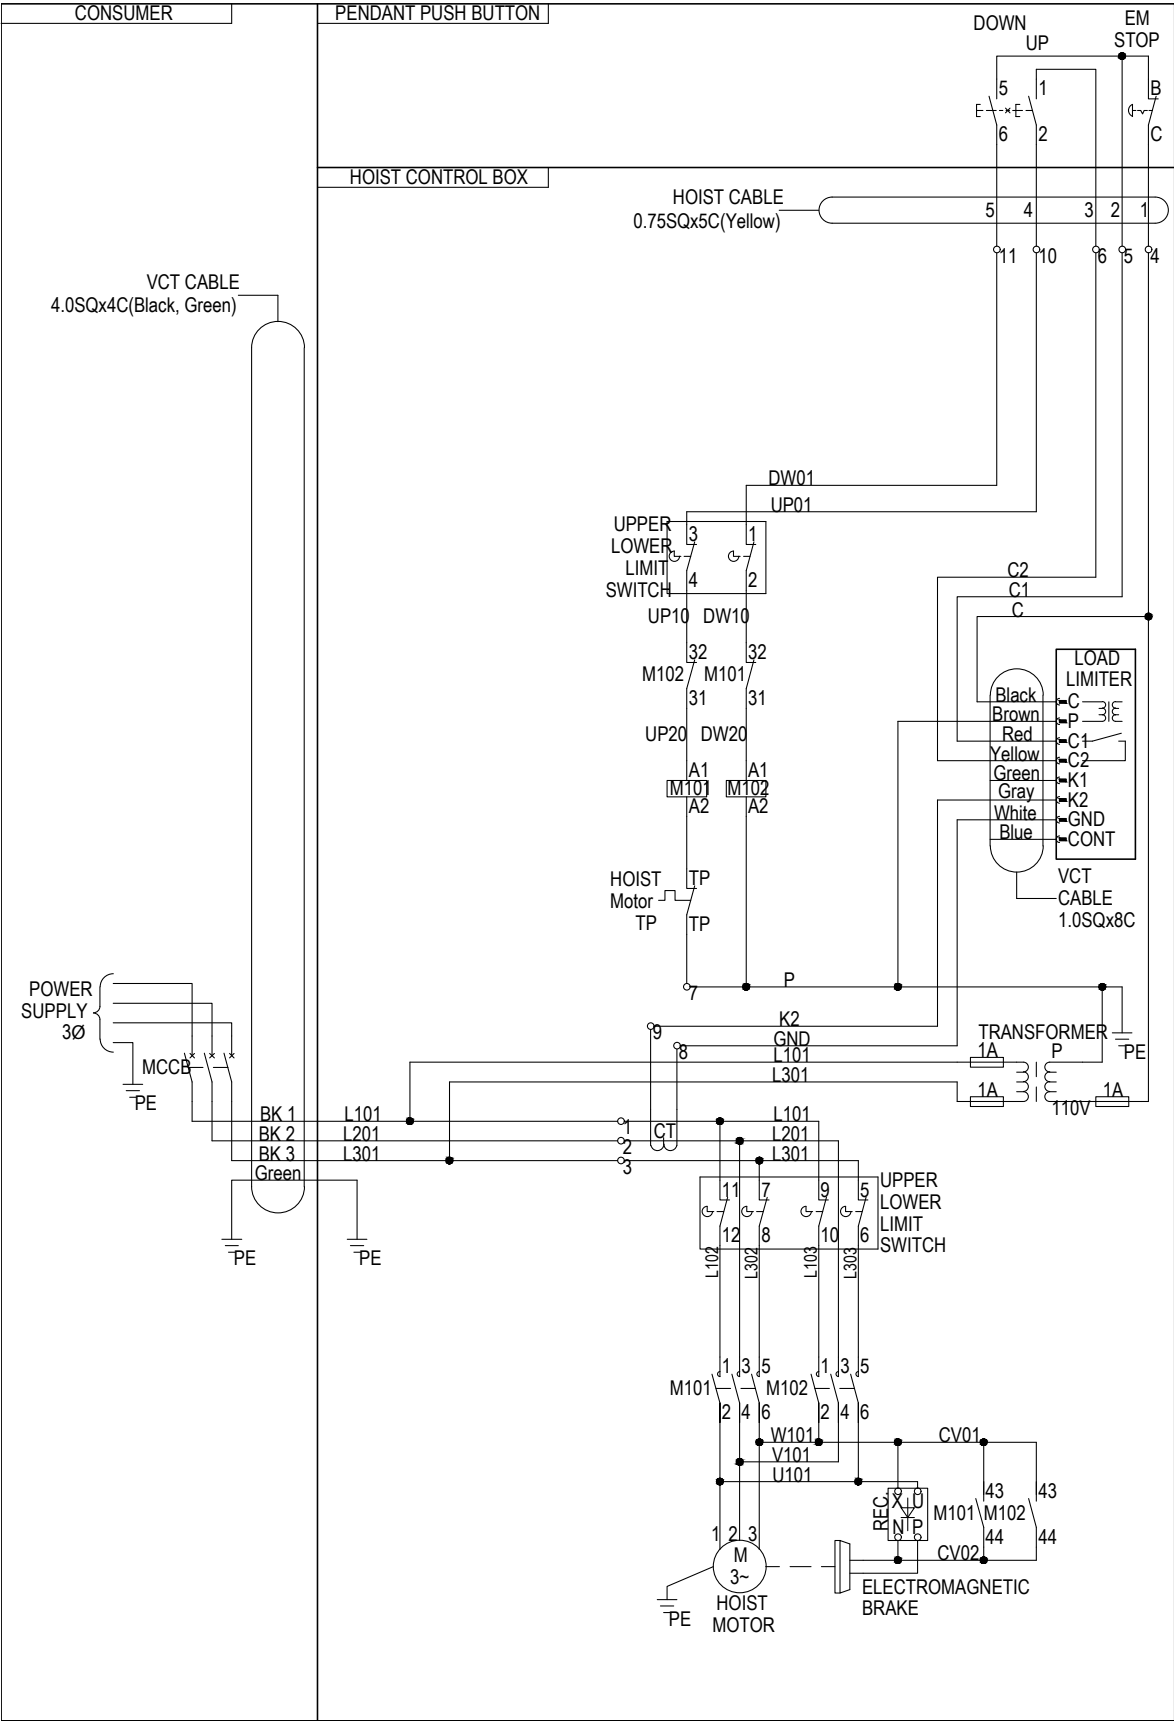 CONSUMER
PENDANT PUSH BUTTON
DOWN
UP
EM
STOP
5
1
B
6
2
C
HOIST CONTROL BOX
HOIST CABLE
0.75SQx5C(Yellow)
5
4
3
2
1
11
10
6
5
4
VCT CABLE
4.0SQx4C(Black, Green)
DW01
UP01
UPPER
LOWER
LIMIT
SWITCH
3
1
4
2
C2
C1
C
UP10
DW10
32
32
M102
M101
31
31
UP20
DW20
A1
A1
M101
M102
A2
A2
LOAD
LIMITER
Black
C
Brown
P
Red
C1
Yellow
C2
Green
K1
Gray
K2
White
GND
Blue
CONT
VCT
CABLE
1.0SQx8C
HOIST
Motor
TP
TP
TP
P
7
POWER
SUPPLY
3Ø
MCCB
PE
9
K2
8
GND
L101
L301
TRANSFORMER
1A
P
PE
1A
110V
1A
BK 1
L101
1
L101
BK 2
L201
2
CT
L201
BK 3
L301
3
L301
Green
PE
PE
11
7
9
5
UPPER
LOWER
LIMIT
SWITCH
12
8
10
6
L102
L302
L103
L303
1
3
5
1
3
5
M101
M102
2
4
6
2
4
6
W101
CV01
V101
U101
REC.
X
U
N
P
43
43
M101
M102
44
44
CV02
1
2
3
M
3~
PE
HOIST
MOTOR
ELECTROMAGNETIC
BRAKE